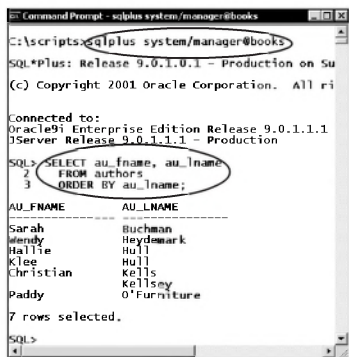 Command Prompt - sqlplus system/manager@books
C:\scripts>sqlplus system/manager@books
SQL*Plus: Release 9.0.1.0.1 - Production on Su
(c) Copyright 2001 Oracle Corporation. All ri
Connected to:
Oracle9i Enterprise Edition Release 9.0.1.1.1
JServer Release 9.0.1.1.1 - Production
SQL> SELECT au_fname, au_lname
2 FROM authors
3 ORDER BY au_lname;
AU_FNAME AU_LNAME
--------------- ---------------
Sarah Buchman
Wendy Heydemark
Hallie Hull
Klee Hull
Christian Kells
Kellsey
Paddy O'Furniture
7 rows selected.
SQL>